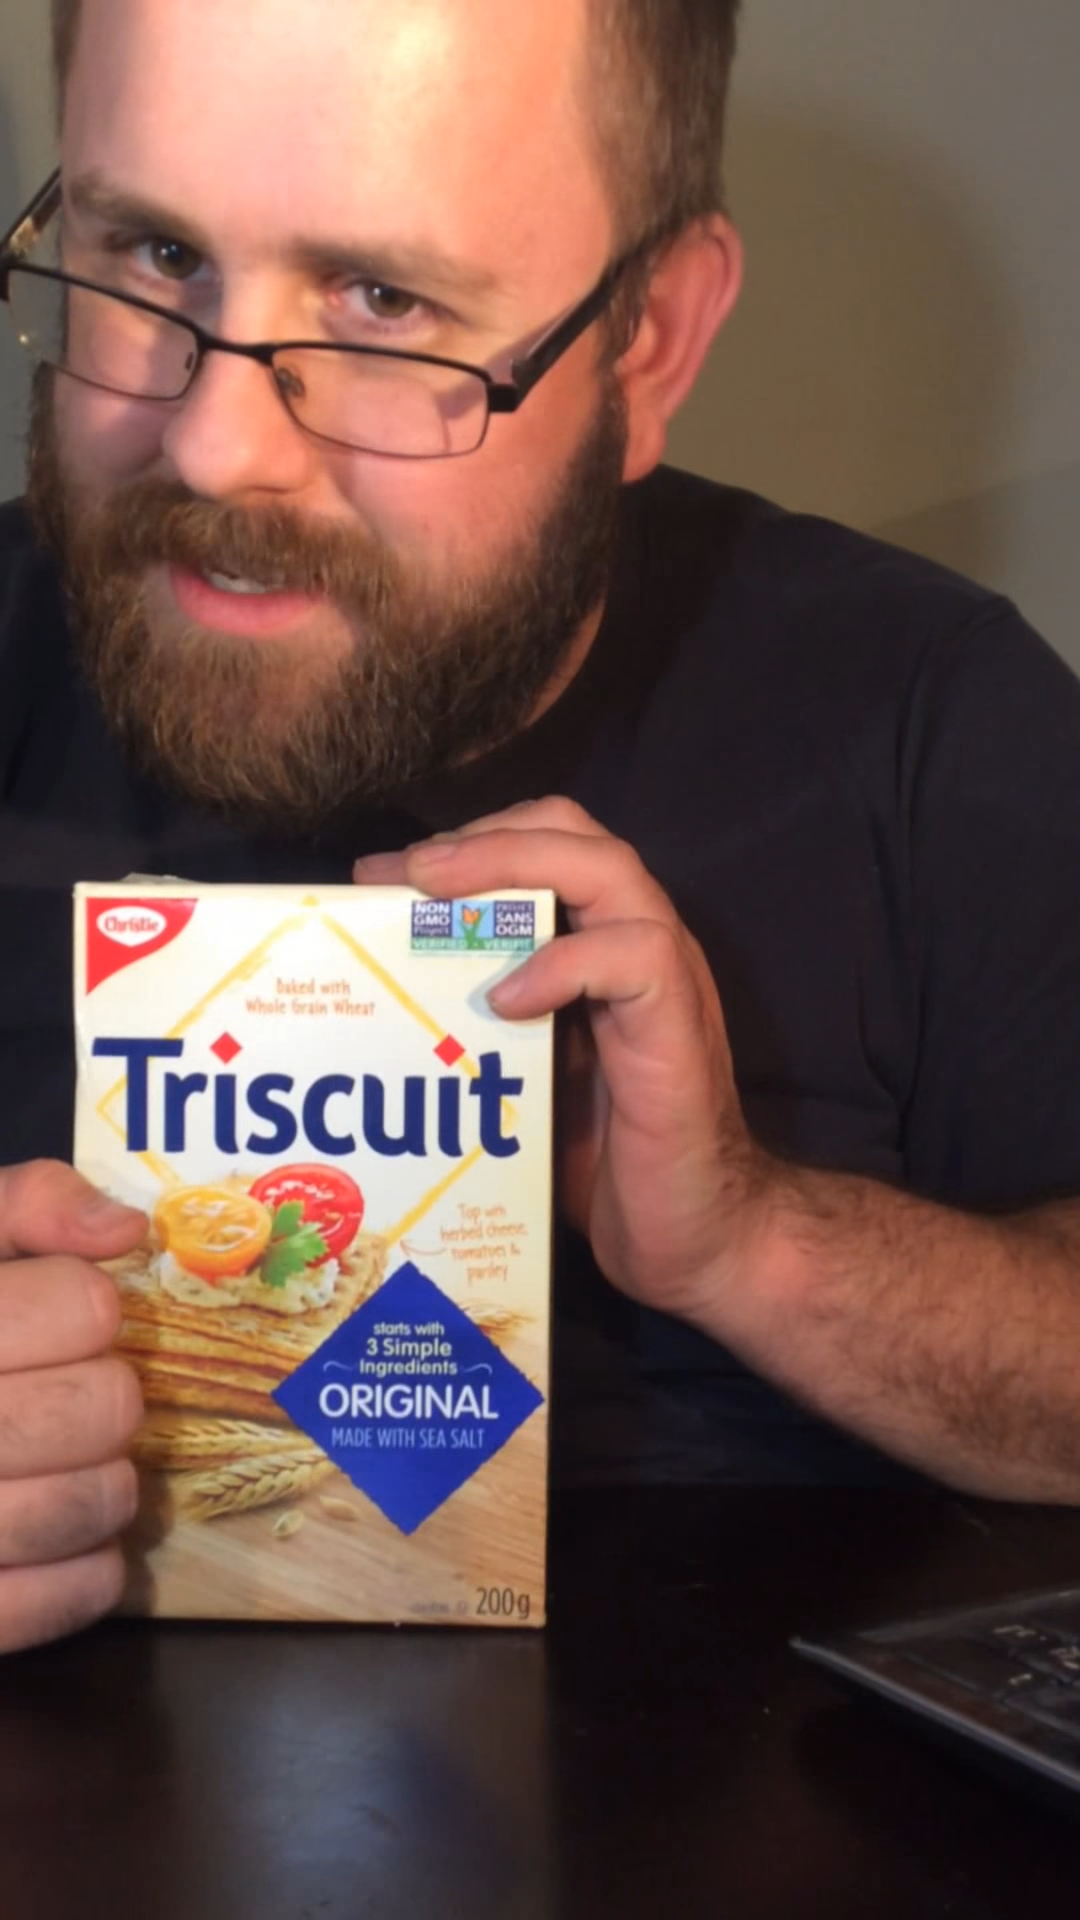 Christie
NON
GMO
Project
VERIFIED
PROJET
SANS
OGM
VÉRIFIÉ
Baked with
Whole Grain Wheat
Triscuit
Top with
herbed cheese,
tomatoes &
parsley
starts with
3 Simple
Ingredients
ORIGINAL
MADE WITH SEA SALT
200g